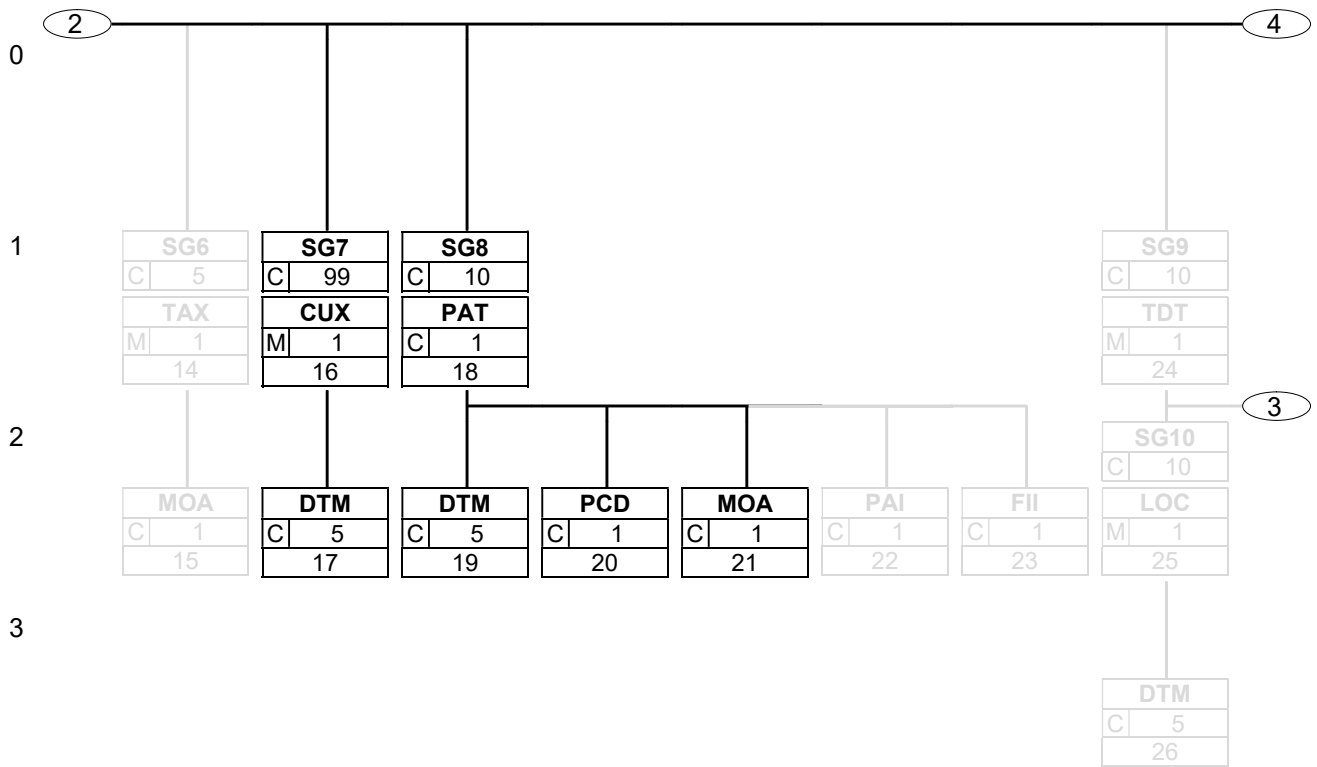 2 4
0
1
SG6 SG7 SG8 SG9
C 5 C 99 C 10 C 10
TAX CUX PAT TDT
M 1 M 1 C 1 M 1
14 16 18 24
3
2
SG10
C 10
MOA DTM DTM PCD MOA PAI FII LOC
C 1 C 5 C 5 C 1 C 1 C 1 C 1 M 1
15 17 19 20 21 22 23 25
3
DTM
C 5
26